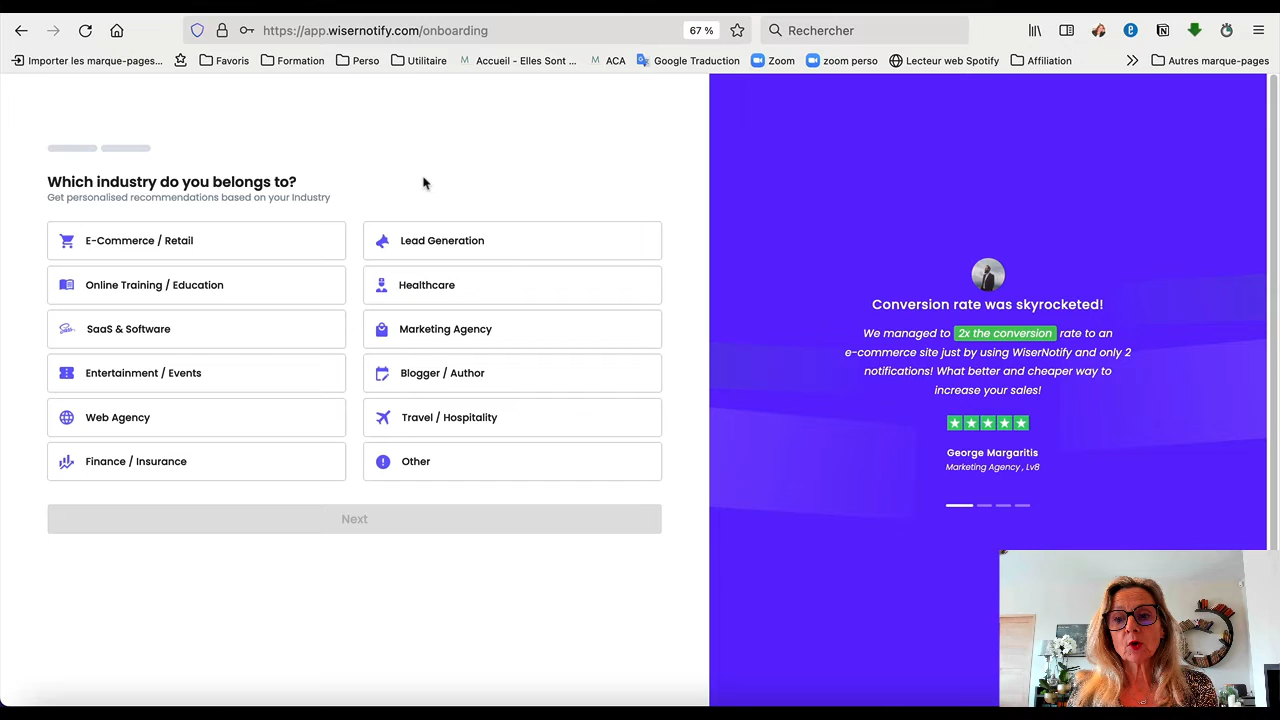 https://app.wisernotify.com/onboarding
67 %
Rechercher
Importer les marque-pages...
Favoris
Formation
Perso
Utilitaire
Accueil - Elles Sont ...
ACA
Google Traduction
Zoom
zoom perso
Lecteur web Spotify
Affiliation
Autres marque-pages
Which industry do you belongs to?
Get personalised recommendations based on your Industry
E-Commerce / Retail
Lead Generation
Online Training / Education
Healthcare
SaaS & Software
Marketing Agency
Entertainment / Events
Blogger / Author
Web Agency
Travel / Hospitality
Finance / Insurance
Other
Next
Conversion rate was skyrocketed!
We managed to 2x the conversion rate to an
e-commerce site just by using WiserNotify and only 2
notifications! What better and cheaper way to
increase your sales!
George Margaritis
Marketing Agency , Lv8